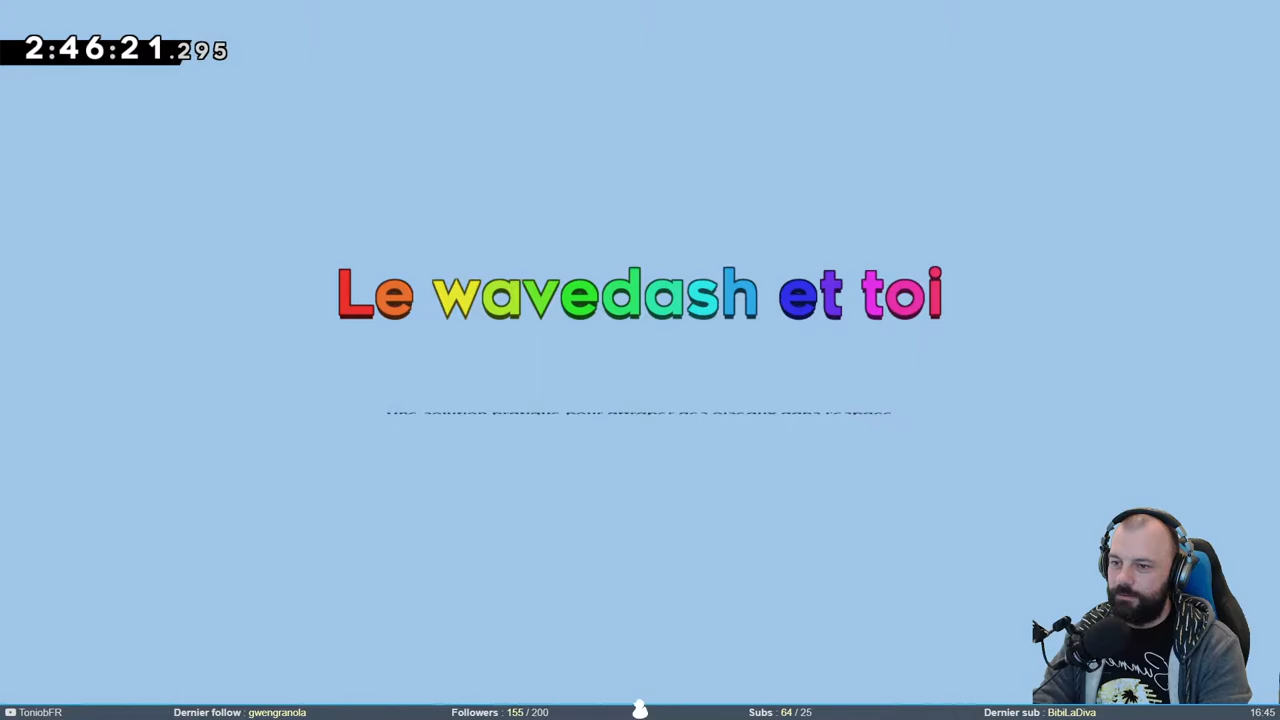 2:46:21.295
Le wavedash et toi
ToniobFR Dernier follow : gwengranola Followers : 155 / 200 Subs : 64 / 25 Dernier sub : BibiLaDiva 16:45